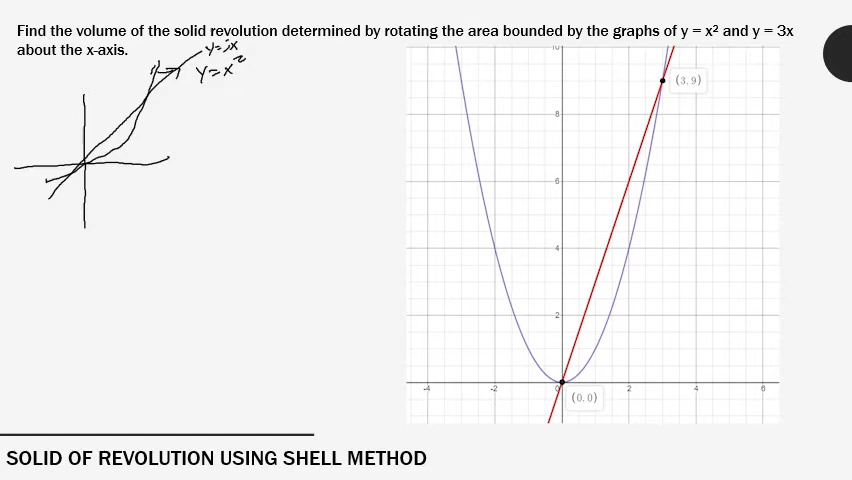 Find the volume of the solid revolution determined by rotating the area bounded by the graphs of y = x² and y = 3x
about the x-axis.
y=x²
10
(3, 9)
8
6
4
2
-4 -2 0 2 4 6
(0, 0)
SOLID OF REVOLUTION USING SHELL METHOD